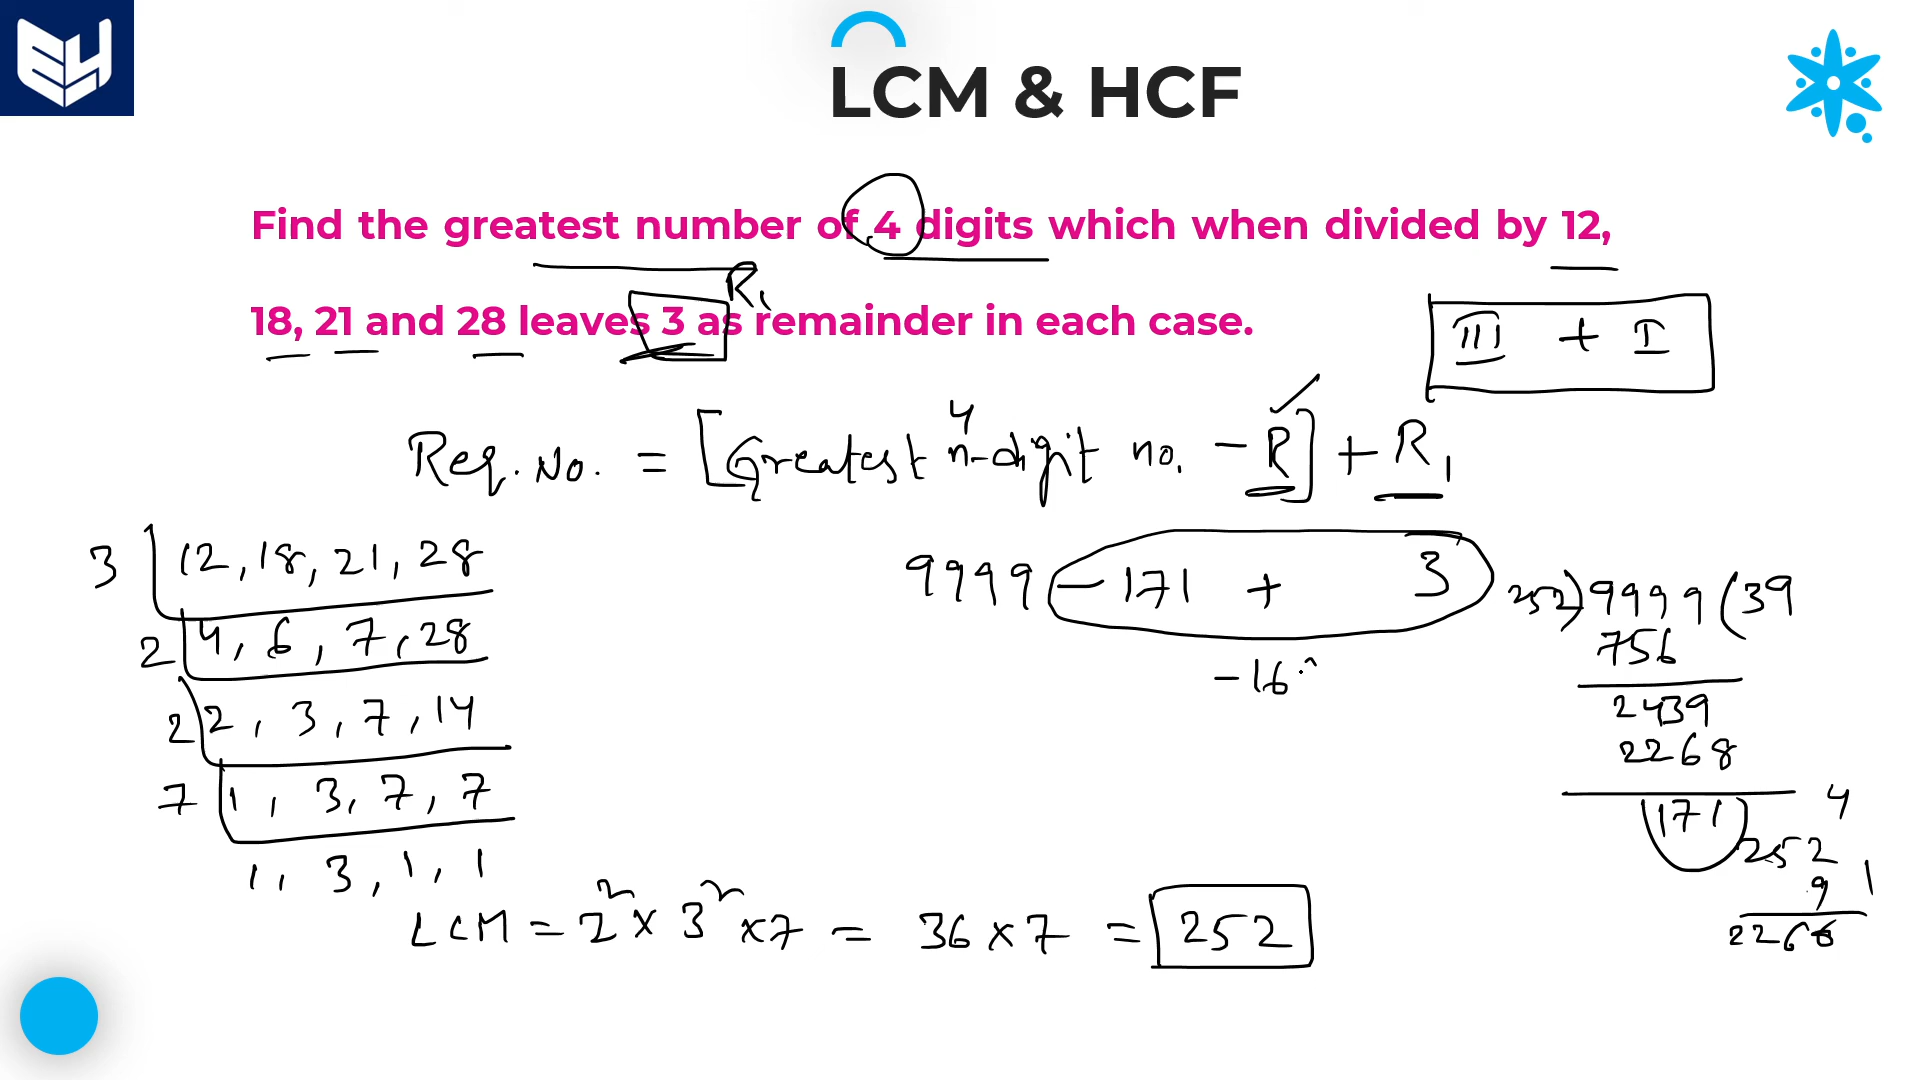 LCM & HCF
Find the greatest number of 4 digits which when divided by 12,
R1
18, 21 and 28 leaves 3 as remainder in each case.
III + I
4
Req. No. = [Greatest n-digit no. - R] + R1
9999 - 171 + 3
-16
3 12, 18, 21, 28
2 4, 6, 7, 28
2 2, 3, 7, 14
7 1, 3, 7, 7
1, 3, 1, 1
LCM = 2² × 3² × 7 = 36 × 7 = 252
252) 9999 (39
756
2439
2268
171
4
252
9 1
226